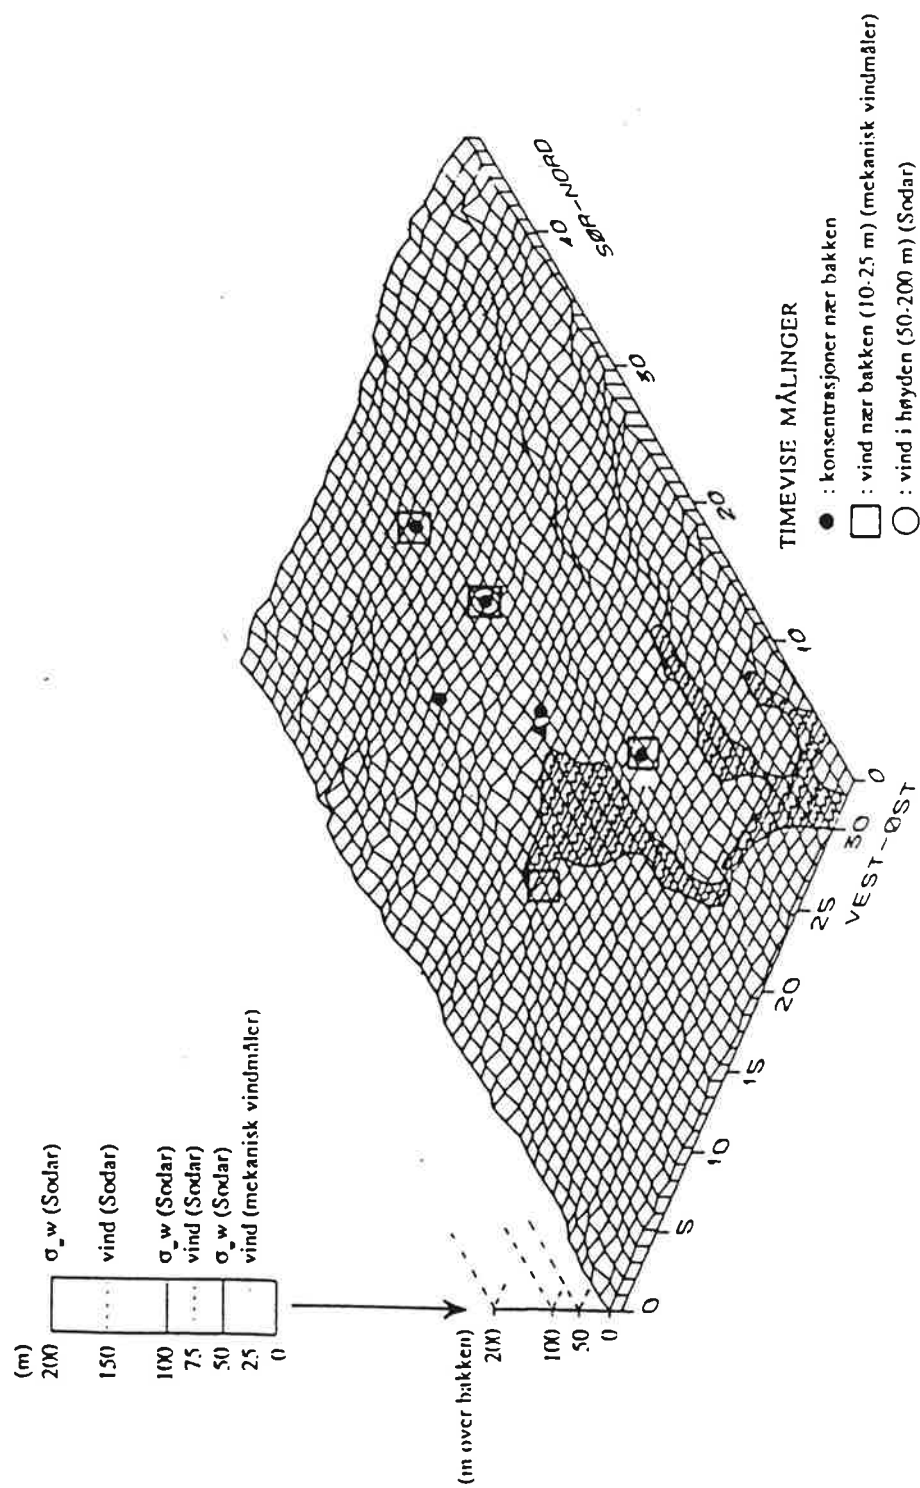 (m)
200 σ_w (Sodar)
150 vind (Sodar)
100 σ_w (Sodar)
75 vind (Sodar)
50 σ_w (Sodar)
25 vind (mekanisk vindmåler)
0
(m over bakken)
200
100
50
0
0 5 10 15 20 25 30
VEST-ØST
0 10 20 30 40
SØR-NORD
TIMEVISE MÅLINGER
: konsentrasjoner nær bakken
: vind nær bakken (10-25 m) (mekanisk vindmåler)
: vind i høyden (50-200 m) (Sodar)